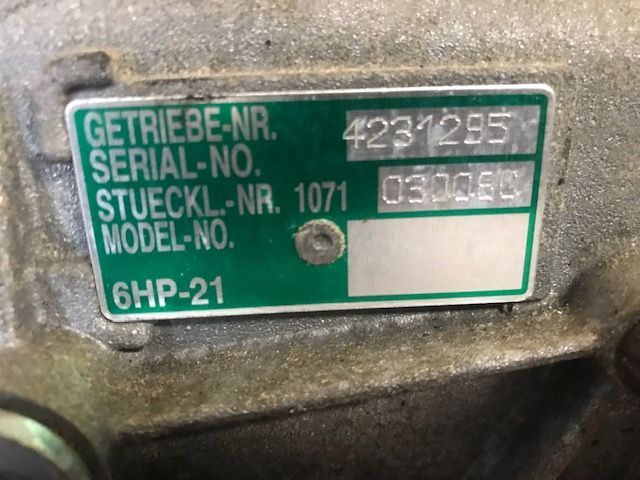 GETRIEBE-NR. 4231295
SERIAL-NO.
STUECKL.-NR. 1071 030080
MODEL-NO.
6HP-21